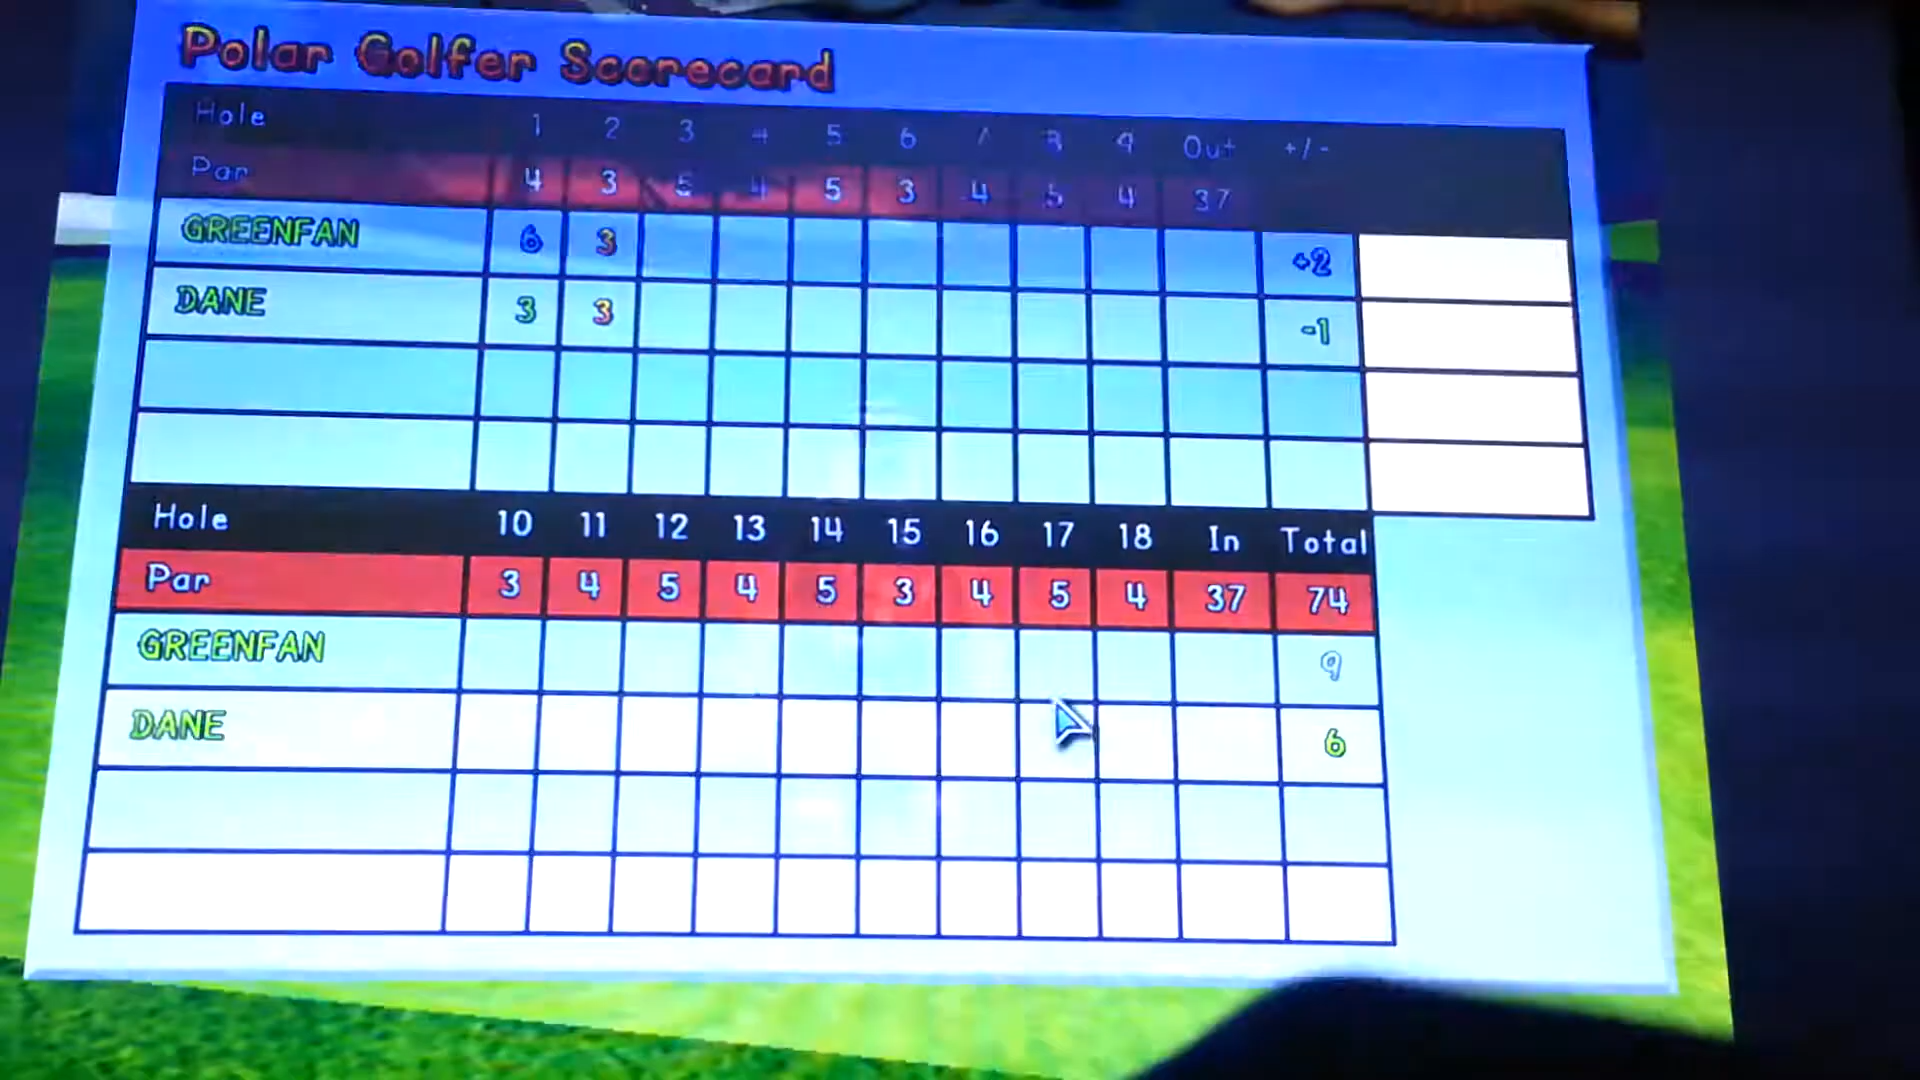 Polar Golfer Scorecard
Hole 1 2 3 4 5 6 7 8 9 Out +/-
Par 4 3 5 4 5 3 4 5 4 37
GREENFAN 6 3 +2
DANE 3 3 -1
Hole 10 11 12 13 14 15 16 17 18 In Total
Par 3 4 5 4 5 3 4 5 4 37 74
GREENFAN 9
DANE 6